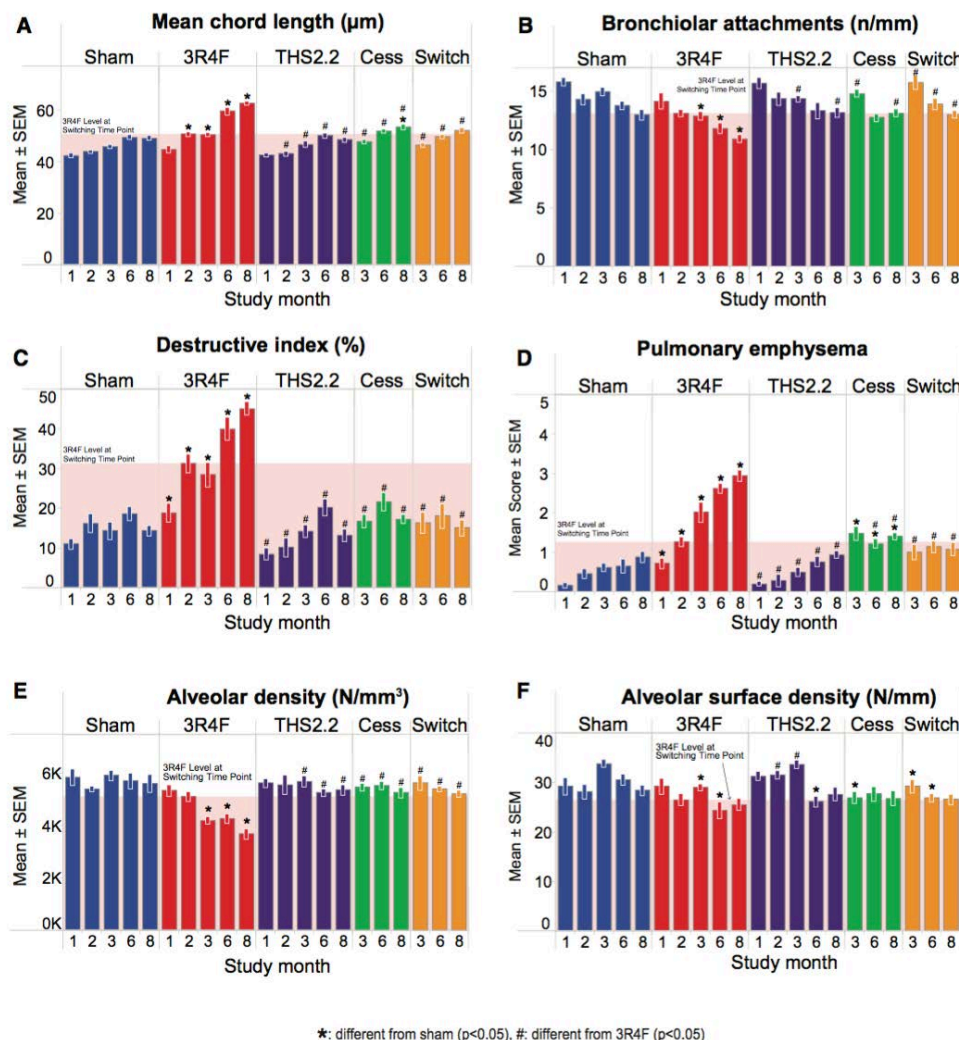 A
Mean chord length (µm)
Sham 3R4F THS2.2 Cess Switch
Mean ± SEM
60
40
20
0
3R4F Level at
Switching Time Point
* * * * # # # # # # # * # # #
1 2 3 6 8 1 2 3 6 8 1 2 3 6 8 3 6 8 3 6 8
Study month
B
Bronchiolar attachments (n/mm)
Sham 3R4F THS2.2 Cess Switch
Mean ± SEM
15
10
15
0
3R4F Level at
Switching Time Point
* * * # # # # # # # #
1 2 3 6 8 1 2 3 6 8 1 2 3 6 8 3 6 8 3 6 8
Study month
C
Destructive index (%)
Sham 3R4F THS2.2 Cess Switch
Mean ± SEM
50
40
30
20
10
0
3R4F Level at
Switching Time Point
* * * * * # # # # # # # # # # #
1 2 3 6 8 1 2 3 6 8 1 2 3 6 8 3 6 8 3 6 8
Study month
D
Pulmonary emphysema
Sham 3R4F THS2.2 Cess Switch
Mean Score ± SEM
5
4
3
2
1
0
3R4F Level at
Switching Time Point
* * * * * # # # # # * # * # * # # #
1 2 3 6 8 1 2 3 6 8 1 2 3 6 8 3 6 8 3 6 8
Study month
E
Alveolar density (N/mm³)
Sham 3R4F THS2.2 Cess Switch
Mean ± SEM
6K
4K
2K
0K
3R4F Level at
Switching Time Point
* * * # # # # # # # # #
1 2 3 6 8 1 2 3 6 8 1 2 3 6 8 3 6 8 3 6 8
Study month
F
Alveolar surface density (N/mm)
Sham 3R4F THS2.2 Cess Switch
Mean ± SEM
40
30
20
10
0
3R4F Level at
Switching Time Point
* * # # * * * *
1 2 3 6 8 1 2 3 6 8 1 2 3 6 8 3 6 8 3 6 8
Study month
*: different from sham (p<0.05), #: different from 3R4F (p<0.05)